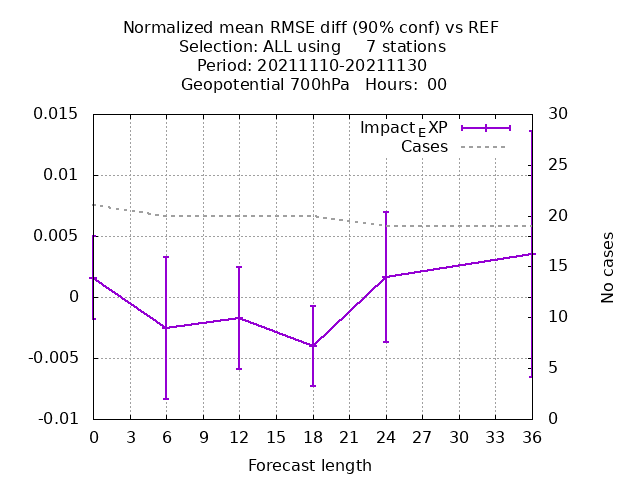 Normalized mean RMSE diff (90% conf) vs REF
Selection: ALL using     7 stations
Period: 20211110-20211130
Geopotential 700hPa   Hours:  00
0.015
0.01
0.005
0
-0.005
-0.01
30
25
20
15
10
5
0
No cases
Impact_EXP
Cases
0 3 6 9 12 15 18 21 24 27 30 33 36
Forecast length